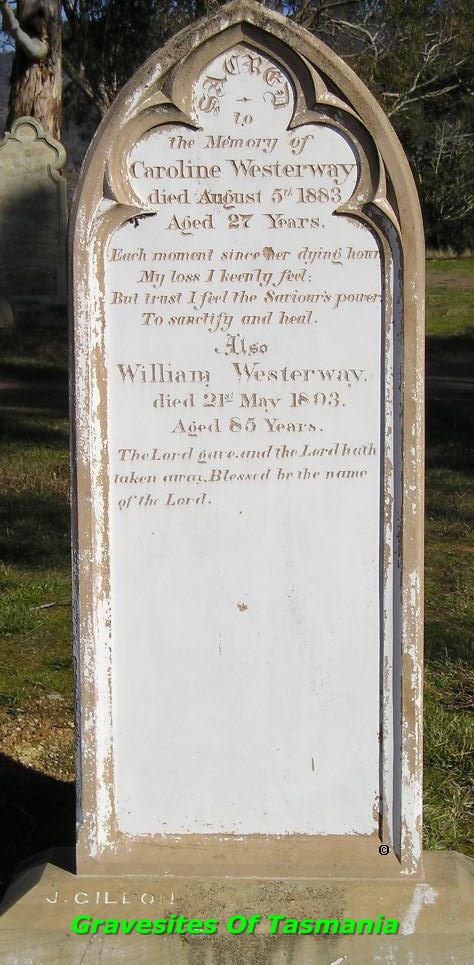 SACRED
to
the Memory of
Caroline Westerway
died August 5th 1883
Aged 27 Years.
Each moment since her dying hour
My loss I keenly feel:
But trust I feel the Saviour's power
To sanctify and heal.
Also
William Westerway.
died 21st May 1893.
Aged 85 Years.
The Lord gave and the Lord hath
taken away. Blessed be the name
of the Lord.
©
J. GILLON
Gravesites Of Tasmania